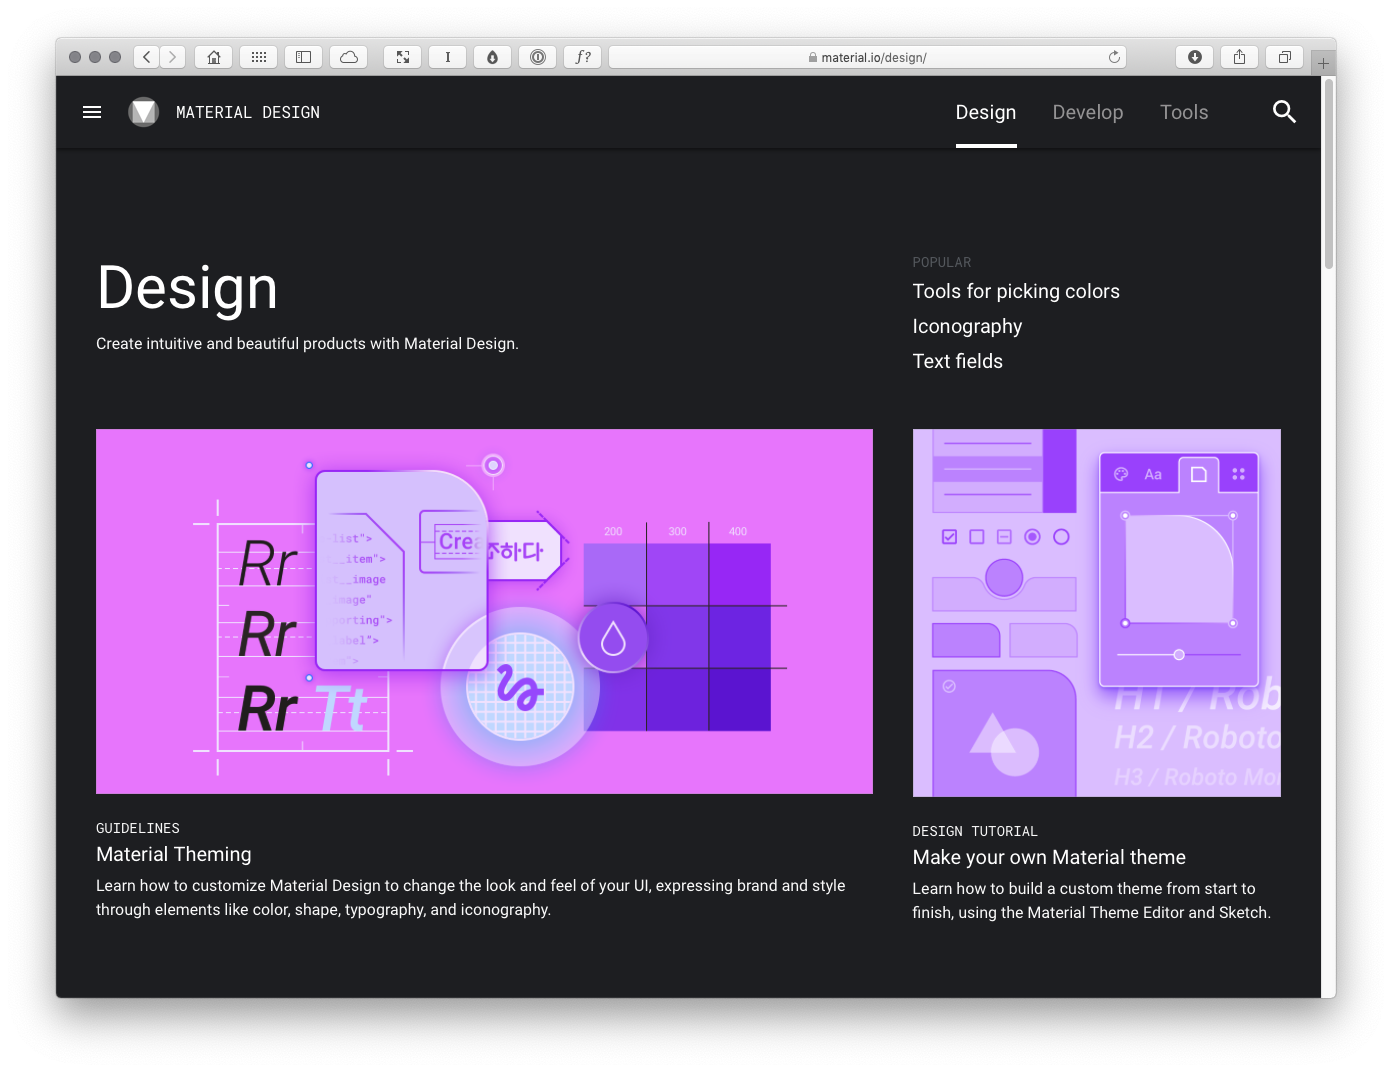 material.io/design/
MATERIAL DESIGN
Design
Develop
Tools
Design
Create intuitive and beautiful products with Material Design.
POPULAR
Tools for picking colors
Iconography
Text fields
Rr
Rr
Rr Tt
list">
__item">
t__image
mage"
orting">
abel">
">
Crea
하다
200 300 400
Aa
H1 / Rob
H2 / Roboto
H3 / Roboto Mo
GUIDELINES
Material Theming
Learn how to customize Material Design to change the look and feel of your UI, expressing brand and style
through elements like color, shape, typography, and iconography.
DESIGN TUTORIAL
Make your own Material theme
Learn how to build a custom theme from start to
finish, using the Material Theme Editor and Sketch.